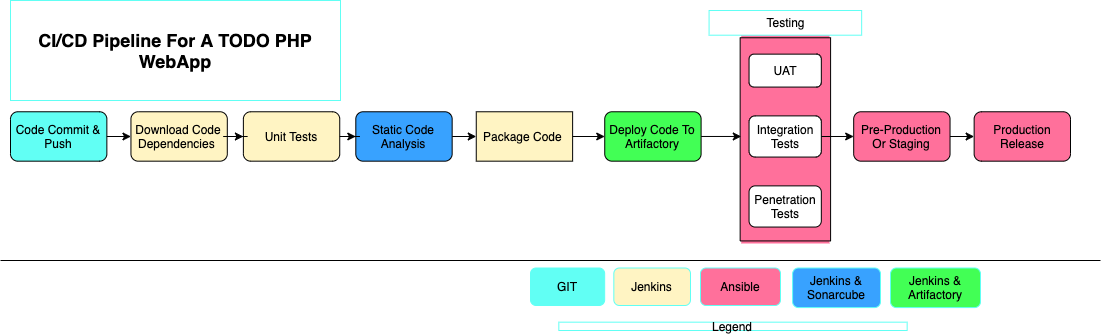 CI/CD Pipeline For A TODO PHP
WebApp
Testing
UAT
Code Commit &
Push
Download Code
Dependencies
Unit Tests
Static Code
Analysis
Package Code
Deploy Code To
Artifactory
Integration
Tests
Pre-Production
Or Staging
Production
Release
Penetration
Tests
GIT
Jenkins
Ansible
Jenkins &
Sonarcube
Jenkins &
Artifactory
Legend